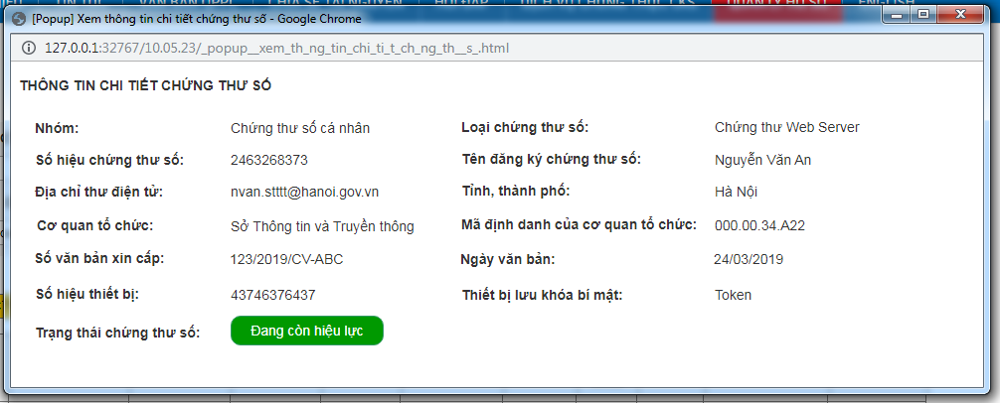 [Popup] Xem thông tin chi tiết chứng thư số - Google Chrome
127.0.0.1:32767/10.05.23/_popup__xem_th_ng_tin_chi_ti_t_ch_ng_th__s_.html
THÔNG TIN CHI TIẾT CHỨNG THƯ SỐ
Nhóm: Chứng thư số cá nhân Loại chứng thư số: Chứng thư Web Server
Số hiệu chứng thư số: 2463268373 Tên đăng ký chứng thư số: Nguyễn Văn An
Địa chỉ thư điện tử: nvan.stttt@hanoi.gov.vn Tỉnh, thành phố: Hà Nội
Cơ quan tổ chức: Sở Thông tin và Truyền thông Mã định danh của cơ quan tổ chức: 000.00.34.A22
Số văn bản xin cấp: 123/2019/CV-ABC Ngày văn bản: 24/03/2019
Số hiệu thiết bị: 43746376437 Thiết bị lưu khóa bí mật: Token
Trạng thái chứng thư số: Đang còn hiệu lực